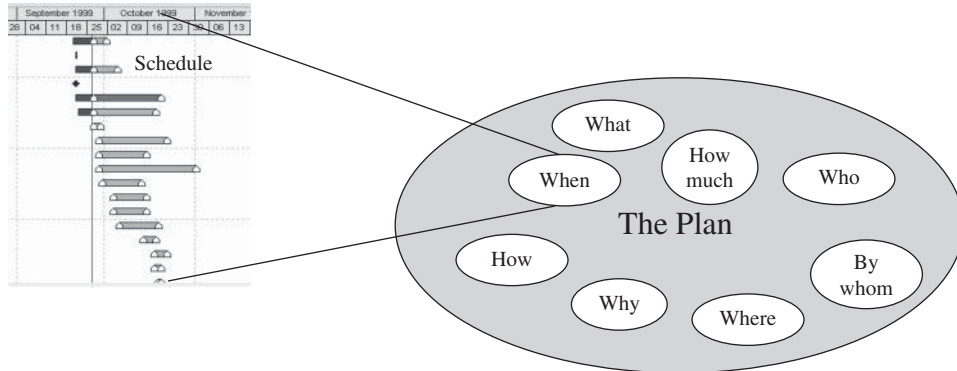 September 1999 October 1999 November
28 04 11 18 25 02 09 16 23 30 06 13
Schedule
What
How
much
When
Who
The Plan
How
By
whom
Why
Where